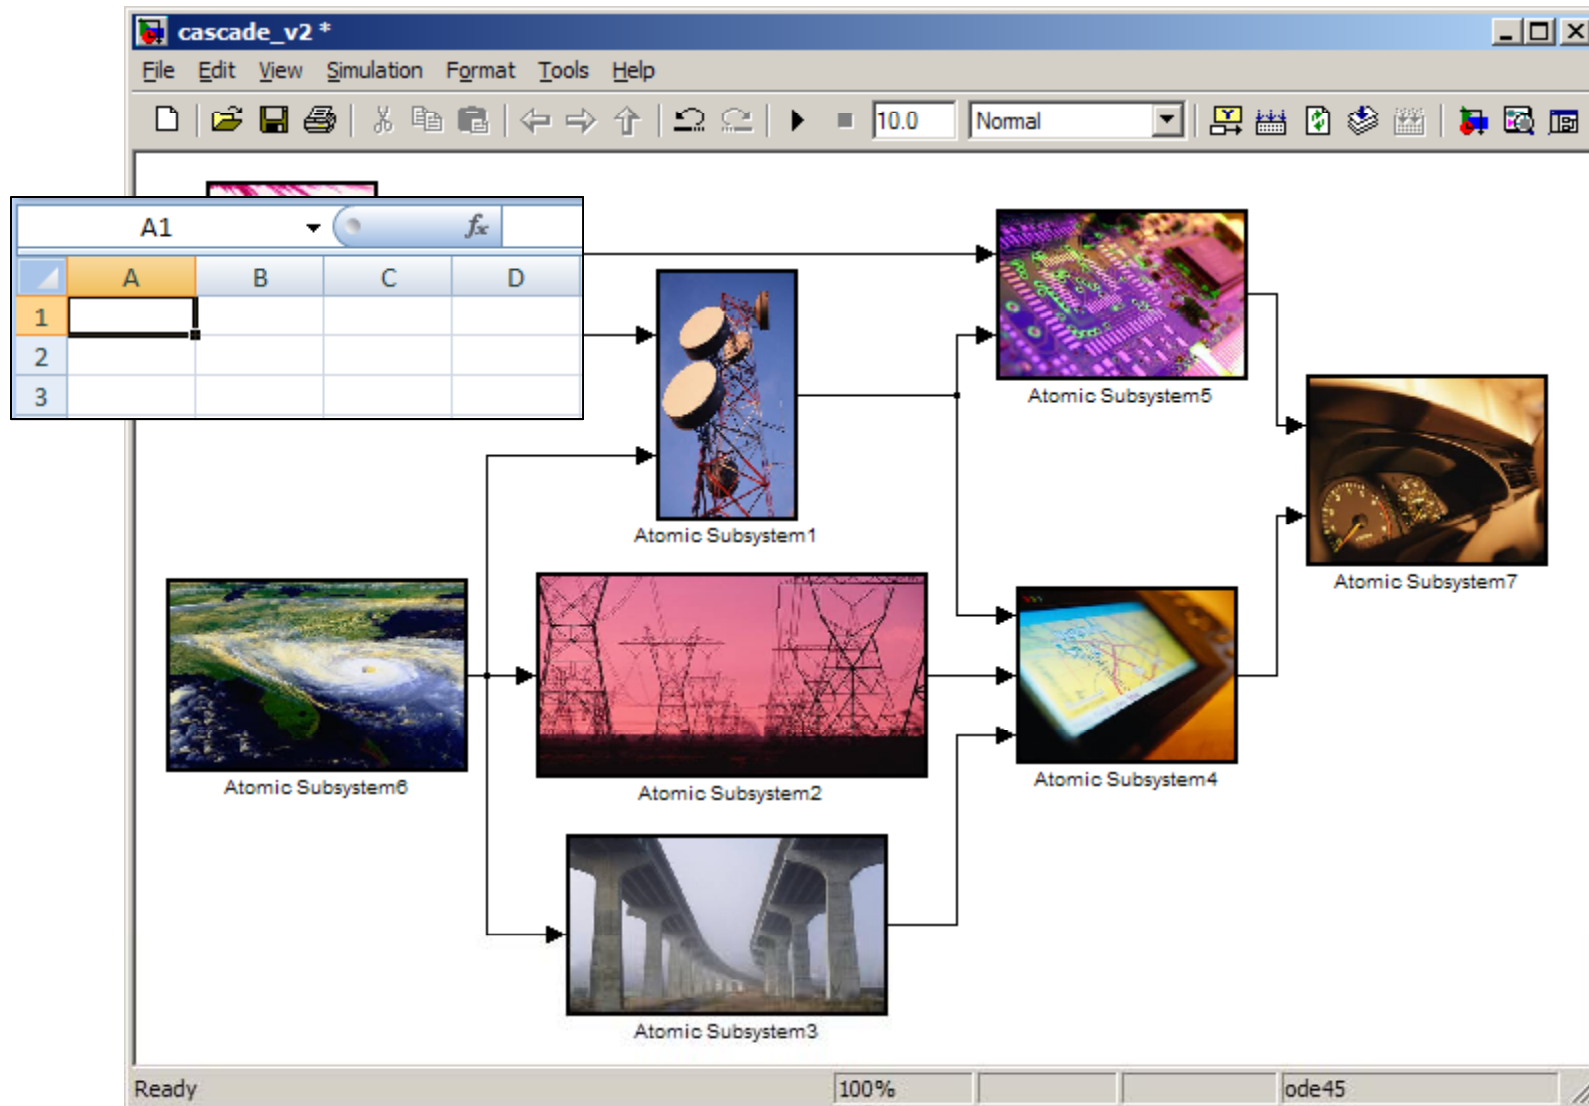 cascade_v2 *
File Edit View Simulation Format Tools Help
10.0 Normal
A1 fx
A B C D
1
2
3
Atomic Subsystem5
Atomic Subsystem1
Atomic Subsystem7
Atomic Subsystem6
Atomic Subsystem2
Atomic Subsystem4
Atomic Subsystem3
Ready 100% ode45